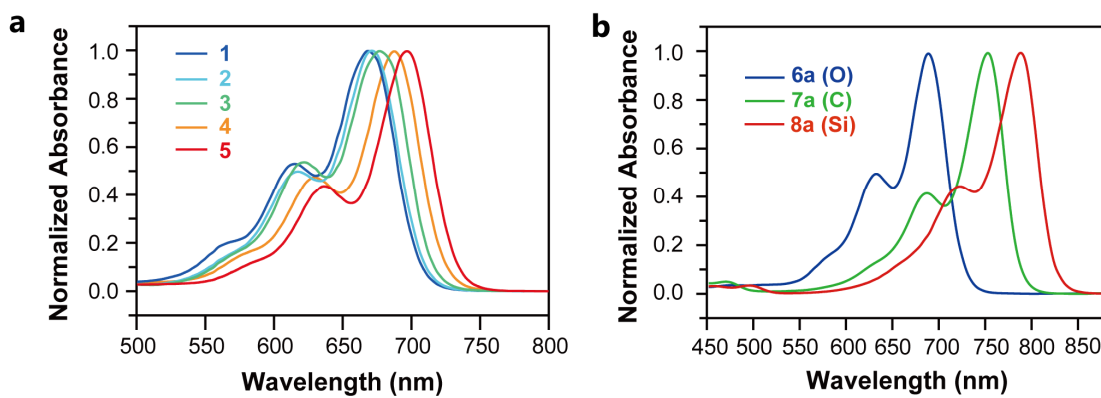 a
Normalized Absorbance
1.0
0.8
0.6
0.4
0.2
0.0
1
2
3
4
5
500 550 600 650 700 750 800
Wavelength (nm)
b
Normalized Absorbance
1.0
0.8
0.6
0.4
0.2
0.0
6a (O)
7a (C)
8a (Si)
450 500 550 600 650 700 750 800 850
Wavelength (nm)